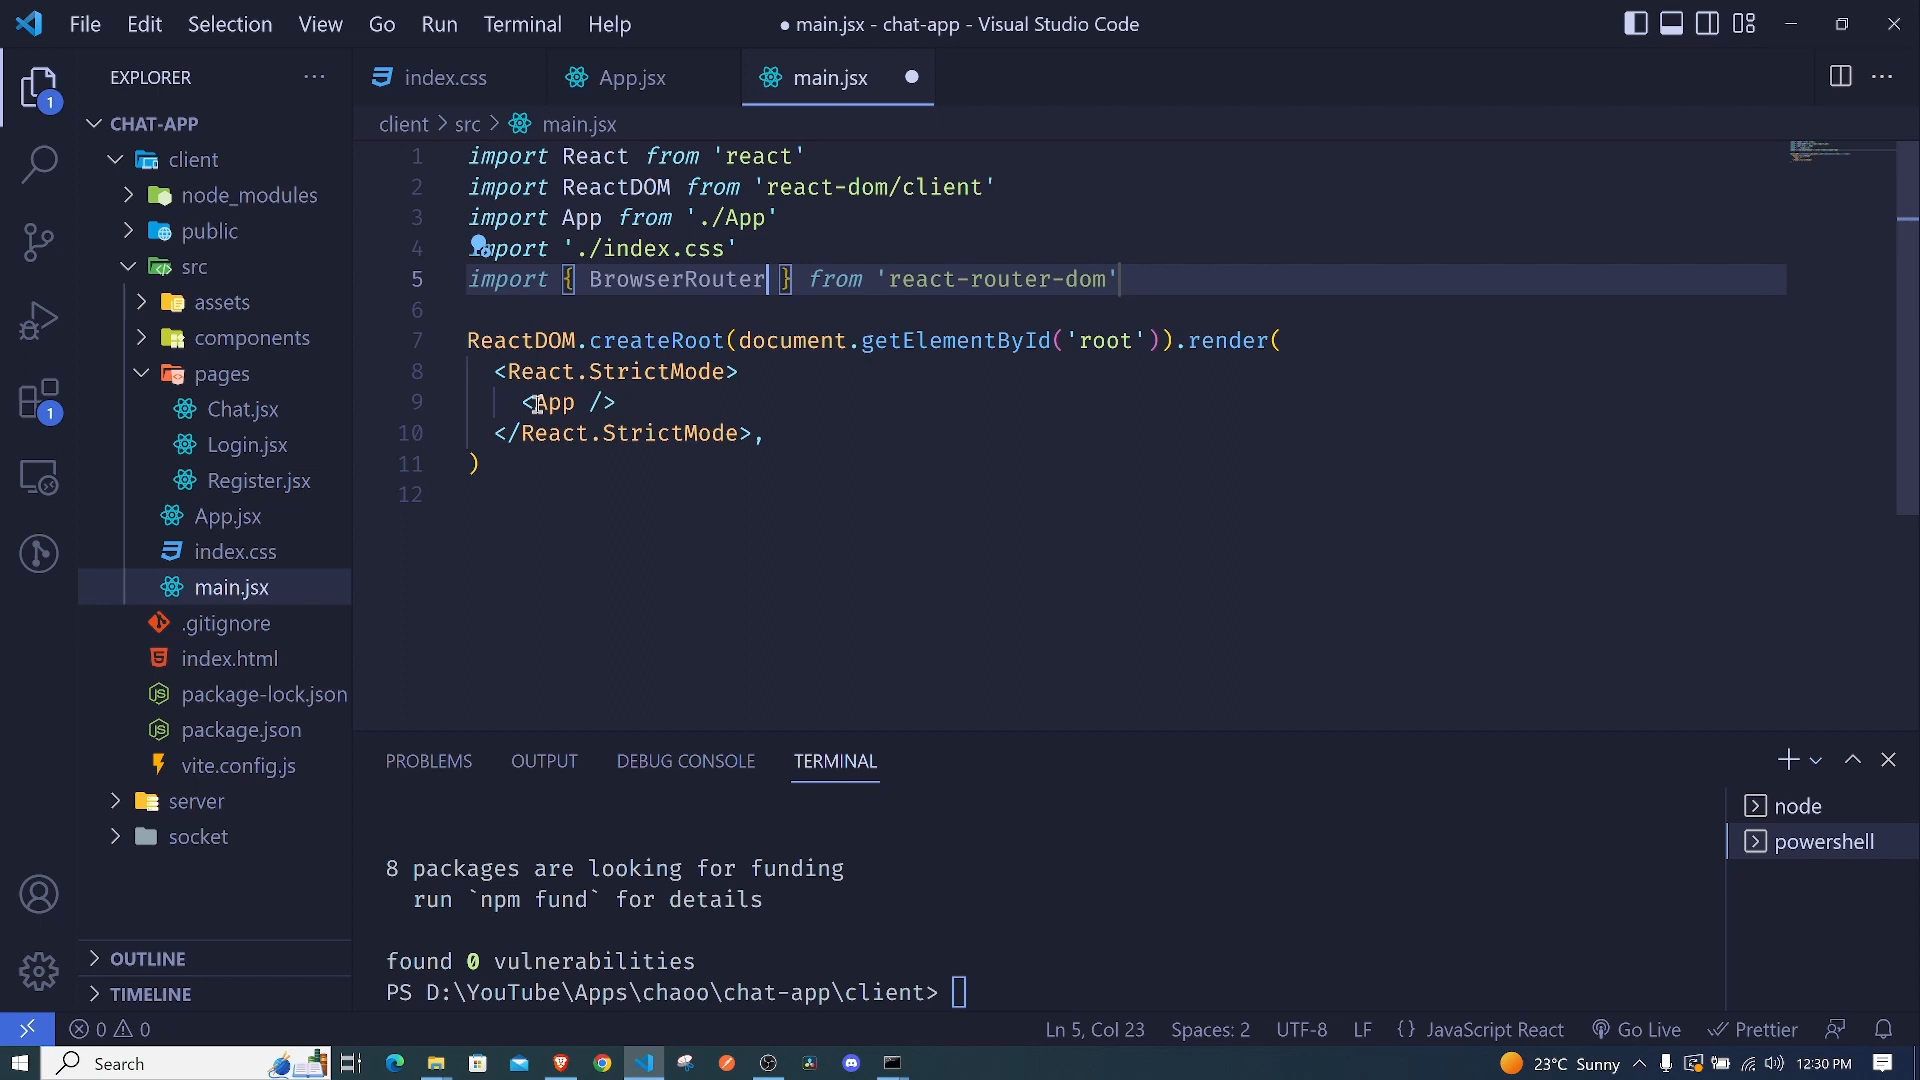 File Edit Selection View Go Run Terminal Help
● main.jsx - chat-app - Visual Studio Code
EXPLORER
index.css
App.jsx
main.jsx
1
CHAT-APP
client
node_modules
public
src
assets
components
pages
Chat.jsx
Login.jsx
Register.jsx
App.jsx
index.css
main.jsx
.gitignore
index.html
package-lock.json
package.json
vite.config.js
server
socket
OUTLINE
TIMELINE
1
client > src > main.jsx
1 import React from 'react'
2 import ReactDOM from 'react-dom/client'
3 import App from './App'
4 import './index.css'
5 import { BrowserRouter } from 'react-router-dom'
6
7 ReactDOM.createRoot(document.getElementById('root')).render(
8 <React.StrictMode>
9 <App />
10 </React.StrictMode>,
11 )
12
PROBLEMS OUTPUT DEBUG CONSOLE TERMINAL
node
powershell
8 packages are looking for funding
run `npm fund` for details
found 0 vulnerabilities
PS D:\YouTube\Apps\chaoo\chat-app\client>
0 0
Ln 5, Col 23 Spaces: 2 UTF-8 LF {} JavaScript React Go Live Prettier
Search
23°C Sunny
12:30 PM